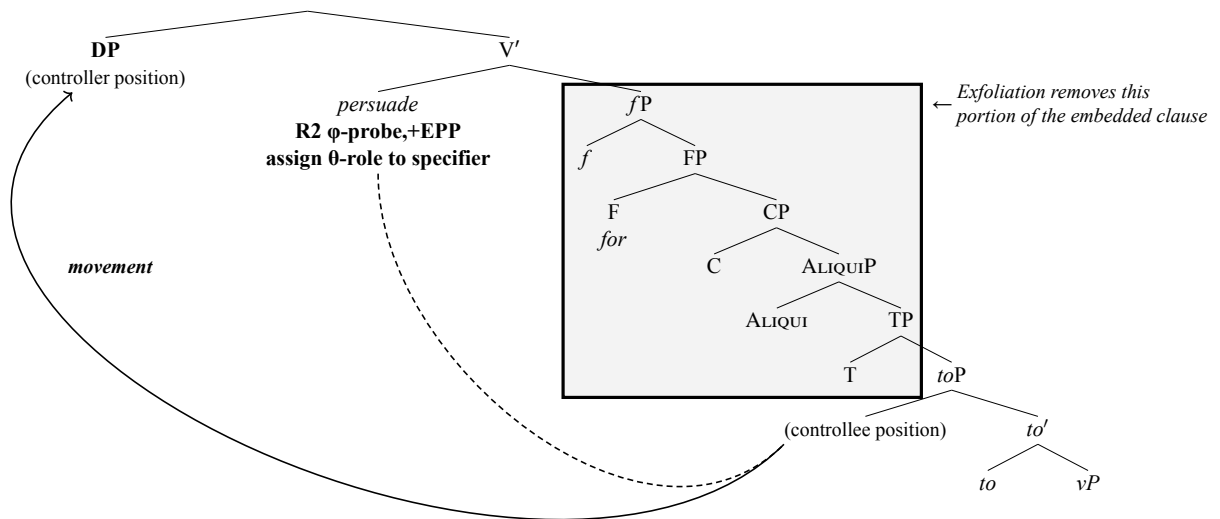 DP
(controller position)
V′
persuade
R2 φ-probe,+EPP
assign θ-role to specifier
fP
← Exfoliation removes this
portion of the embedded clause
f
FP
F
for
CP
movement
C
ALIQUIP
ALIQUI
TP
T
toP
(controllee position)
to′
to
vP